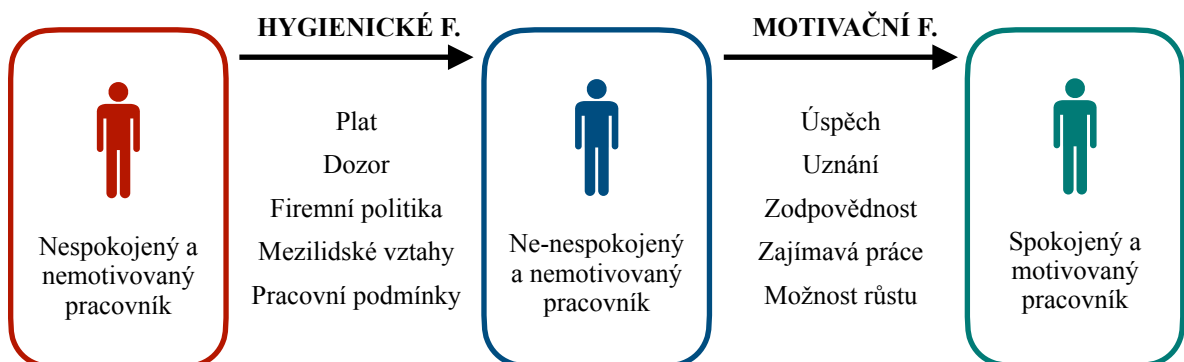 HYGIENICKÉ F.
MOTIVAČNÍ F.
Nespokojený a
nemotivovaný
pracovník
Plat
Dozor
Firemní politika
Mezilidské vztahy
Pracovní podmínky
Ne-nespokojený
a nemotivovaný
pracovník
Úspěch
Uznání
Zodpovědnost
Zajímavá práce
Možnost růstu
Spokojený a
motivovaný
pracovník